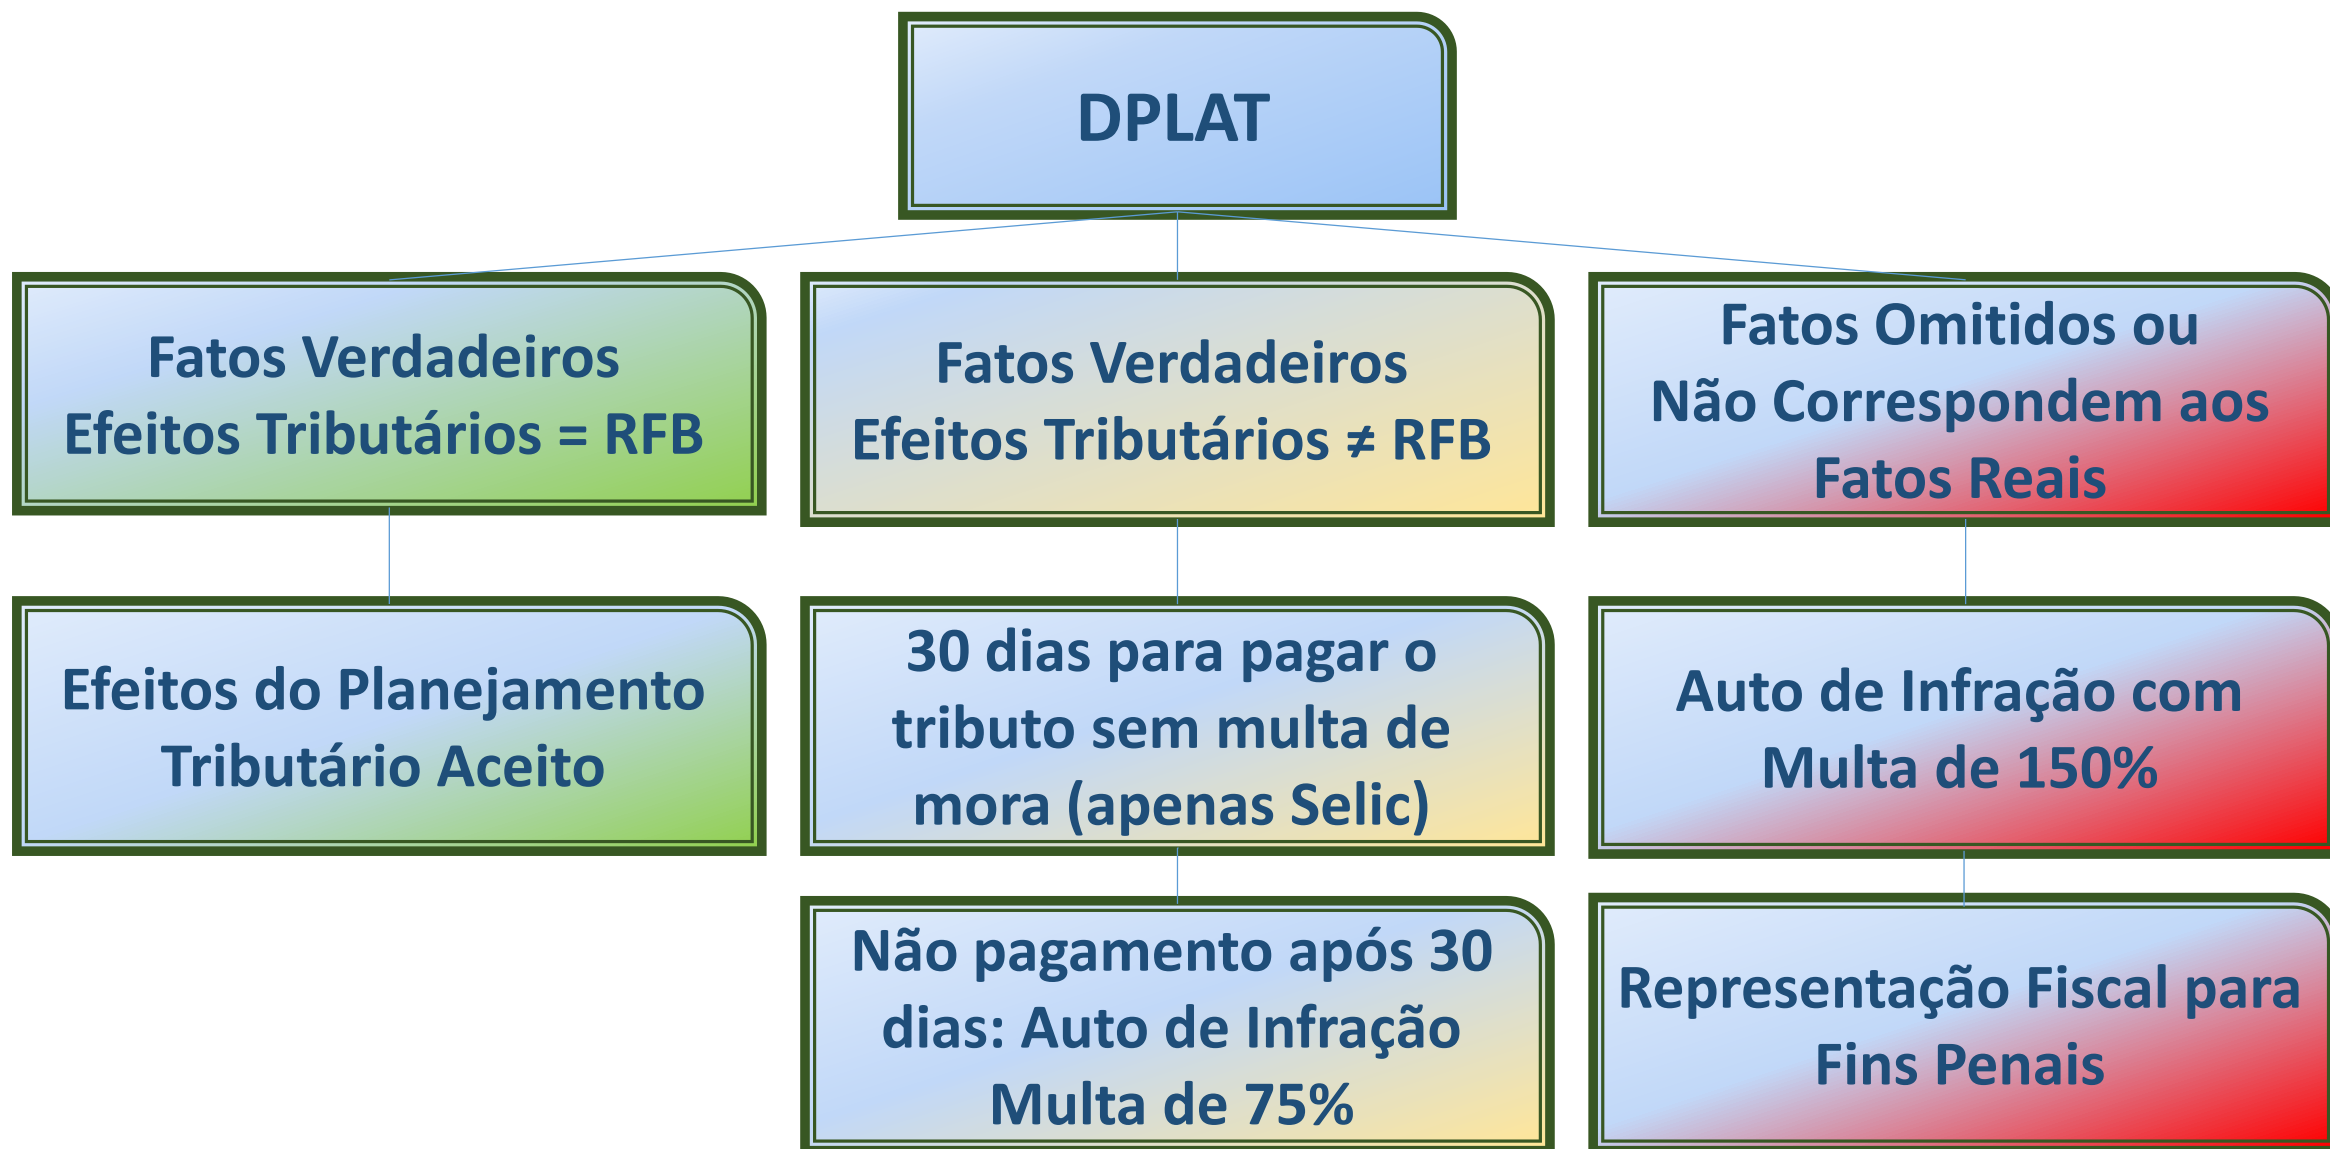 DPLAT
Fatos Verdadeiros
Efeitos Tributários = RFB
Fatos Verdadeiros
Efeitos Tributários ≠ RFB
Fatos Omitidos ou
Não Correspondem aos
Fatos Reais
Efeitos do Planejamento
Tributário Aceito
30 dias para pagar o
tributo sem multa de
mora (apenas Selic)
Auto de Infração com
Multa de 150%
Não pagamento após 30
dias: Auto de Infração
Multa de 75%
Representação Fiscal para
Fins Penais